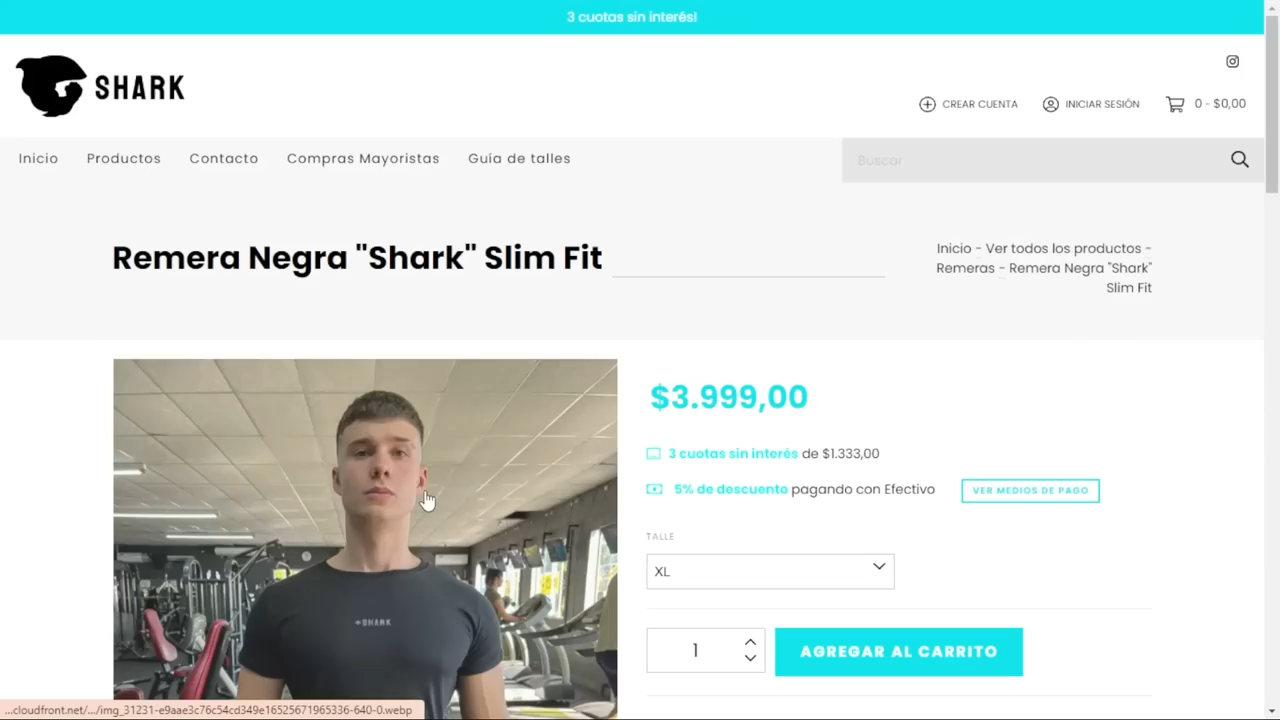 3 cuotas sin interés!
SHARK
CREAR CUENTA
INICIAR SESIÓN
0 - $0,00
Inicio
Productos
Contacto
Compras Mayoristas
Guía de talles
Buscar
Remera Negra "Shark" Slim Fit
Inicio - Ver todos los productos -
Remeras - Remera Negra "Shark"
Slim Fit
$3.999,00
3 cuotas sin interés de $1.333,00
5% de descuento pagando con Efectivo
VER MEDIOS DE PAGO
TALLE
XL
1
AGREGAR AL CARRITO
SHARK
...cloudfront.net/.../img_31231-e9aae3c76c54cd349e16525671965336-640-0.webp